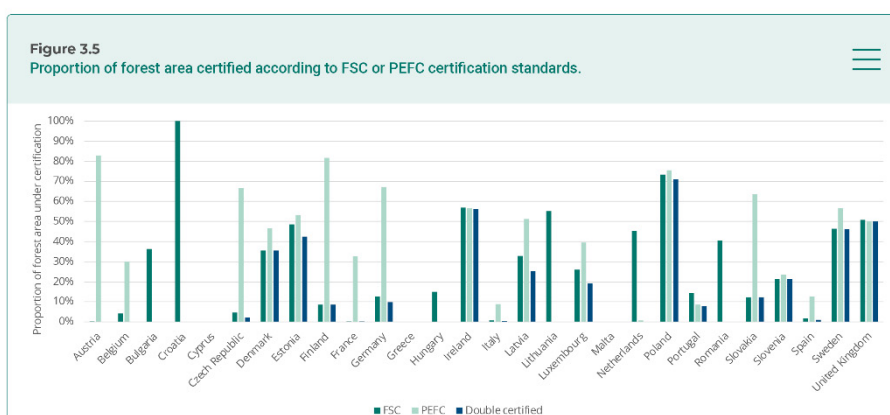 Figure 3.5
Proportion of forest area certified according to FSC or PEFC certification standards.
Proportion of forest area under certification
100%
90%
80%
70%
60%
50%
40%
30%
20%
10%
0%
Austria
Belgium
Bulgaria
Croatia
Cyprus
Czech Republic
Denmark
Estonia
Finland
France
Germany
Greece
Hungary
Ireland
Italy
Latvia
Lithuania
Luxembourg
Malta
Netherlands
Poland
Portugal
Romania
Slovakia
Slovenia
Spain
Sweden
United Kingdom
FSC PEFC Double certified